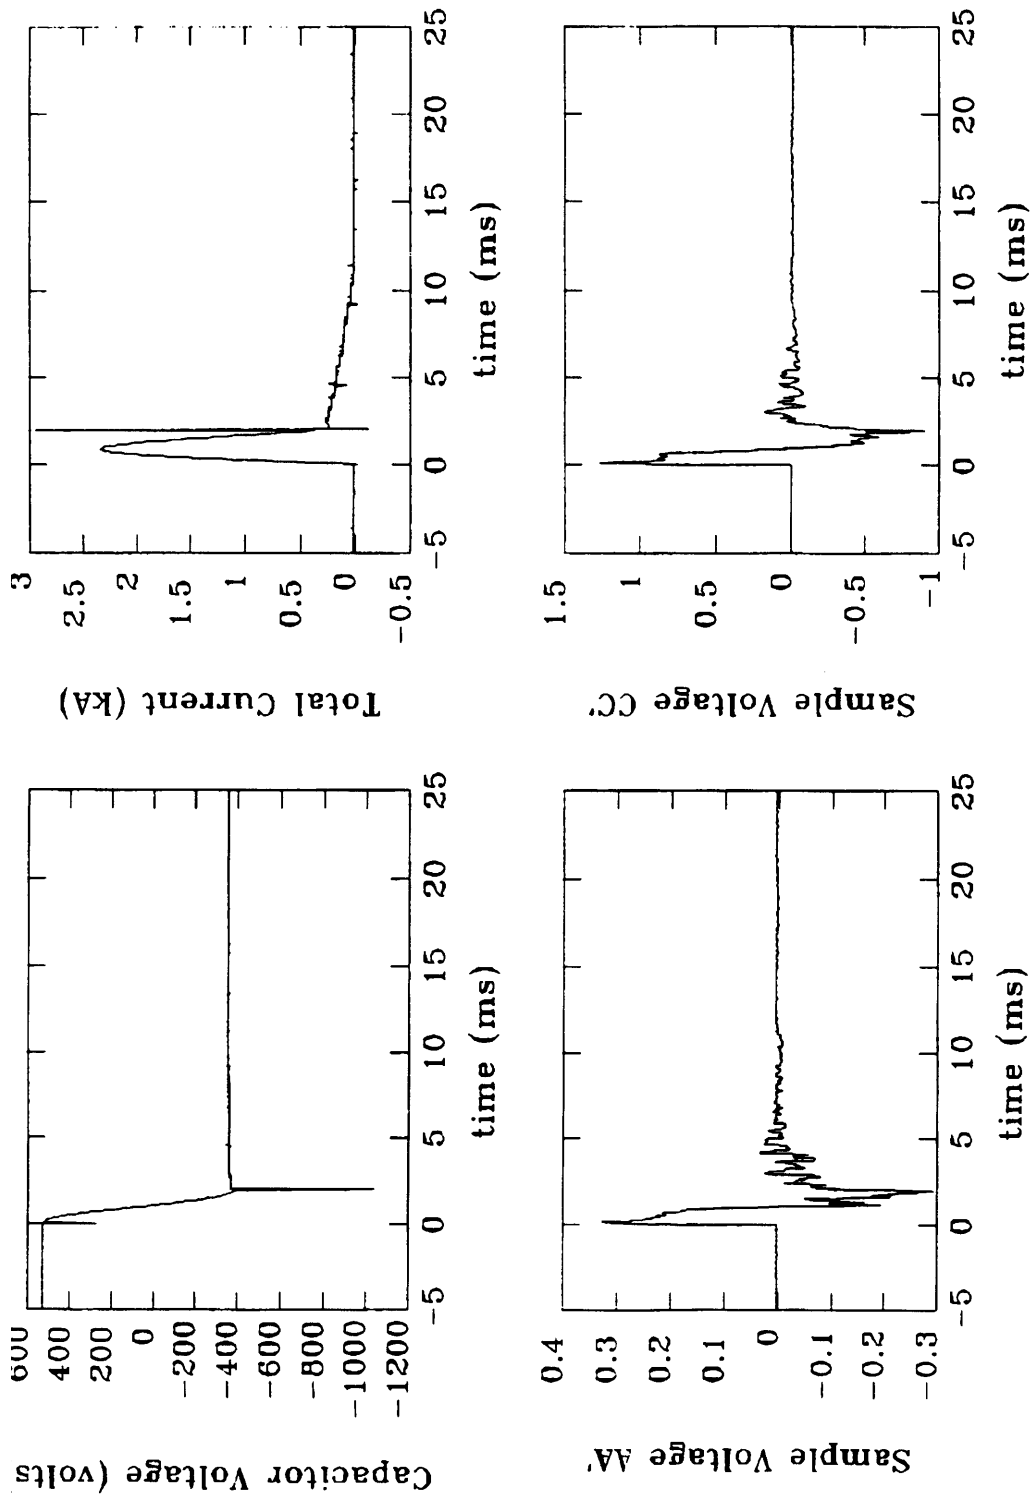 Capacitor Voltage (volts
600
400
200
0
−200
−400
−600
−800
−1000
−1200
−5 0 5 10 15 20 25
time (ms)
Total Current (kA)
3
2.5
2
1.5
1
0.5
0
−0.5
−5 0 5 10 15 20 25
time (ms)
Sample Voltage AA'
0.4
0.3
0.2
0.1
0
−0.1
−0.2
−0.3
−5 0 5 10 15 20 25
time (ms)
Sample Voltage CC'
1.5
1
0.5
0
−0.5
−1
−5 0 5 10 15 20 25
time (ms)